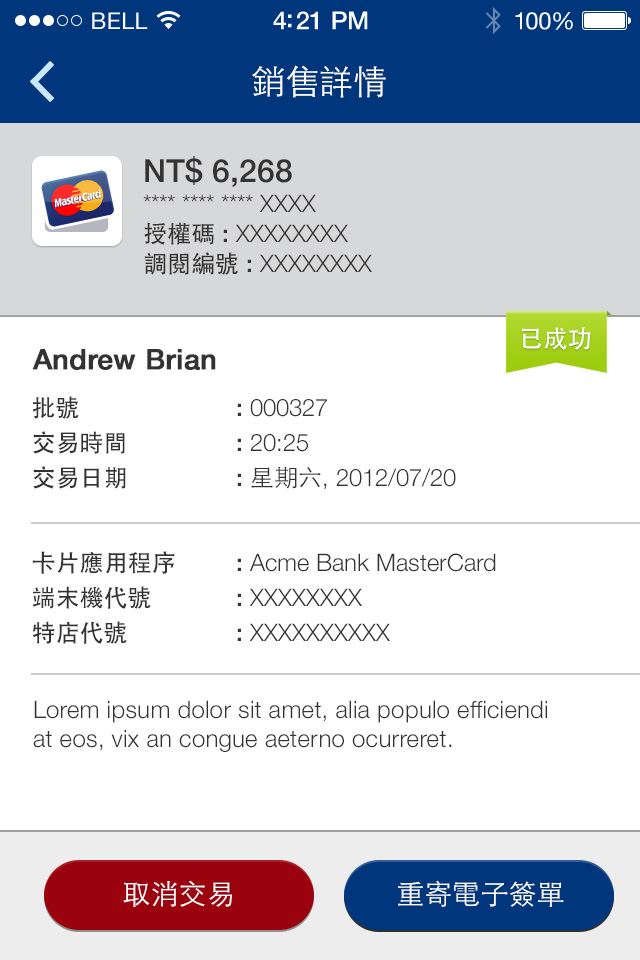 BELL 4:21 PM 100%
銷售詳情
MasterCard
NT$ 6,268
**** **** **** XXXX
授權碼 : XXXXXXXX
調閱編號 : XXXXXXXX
已成功
Andrew Brian
批號 : 000327
交易時間 : 20:25
交易日期 : 星期六, 2012/07/20
卡片應用程序 : Acme Bank MasterCard
端末機代號 : XXXXXXXX
特店代號 : XXXXXXXXXX
Lorem ipsum dolor sit amet, alia populo efficiendi
at eos, vix an congue aeterno ocurreret.
取消交易 重寄電子簽單